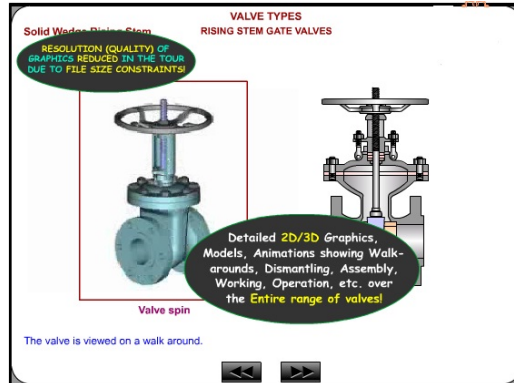 VALVE TYPES
Solid Wedge Rising Stem
RISING STEM GATE VALVES
RESOLUTION (QUALITY) OF
GRAPHICS REDUCED IN THE TOUR
DUE TO FILE SIZE CONSTRAINTS!
Detailed 2D/3D Graphics,
Models, Animations showing Walk-
arounds, Dismantling, Assembly,
Working, Operation, etc. over
the Entire range of valves!
Valve spin
The valve is viewed on a walk around.